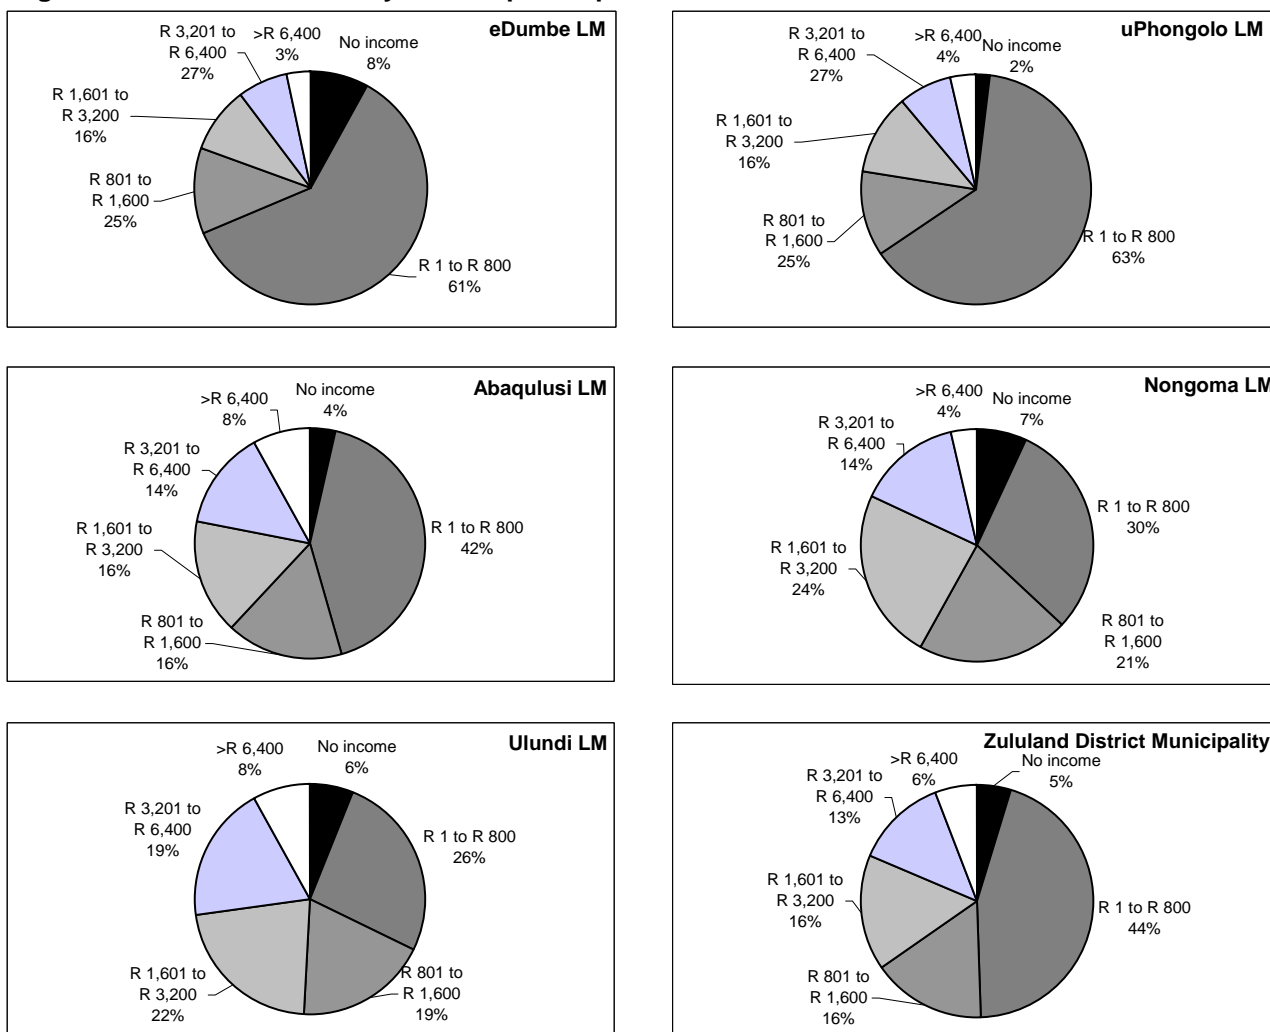 eDumbe LM
R 3,201 to
R 6,400
27%
>R 6,400
3%
No income
8%
R 1,601 to
R 3,200
16%
R 801 to
R 1,600
25%
R 1 to R 800
61%
uPhongolo LM
R 3,201 to
R 6,400
27%
>R 6,400
4%
No income
2%
R 1,601 to
R 3,200
16%
R 801 to
R 1,600
25%
R 1 to R 800
63%
Abaqulusi LM
>R 6,400
8%
No income
4%
R 3,201 to
R 6,400
14%
R 1,601 to
R 3,200
16%
R 1 to R 800
42%
R 801 to
R 1,600
16%
Nongoma LM
>R 6,400
4%
No income
7%
R 3,201 to
R 6,400
14%
R 1 to R 800
30%
R 1,601 to
R 3,200
24%
R 801 to
R 1,600
21%
Ulundi LM
>R 6,400
8%
No income
6%
R 3,201 to
R 6,400
19%
R 1 to R 800
26%
R 1,601 to
R 3,200
22%
R 801 to
R 1,600
19%
Zululand District Municipality
>R 6,400
6%
No income
5%
R 3,201 to
R 6,400
13%
R 1,601 to
R 3,200
16%
R 1 to R 800
44%
R 801 to
R 1,600
16%